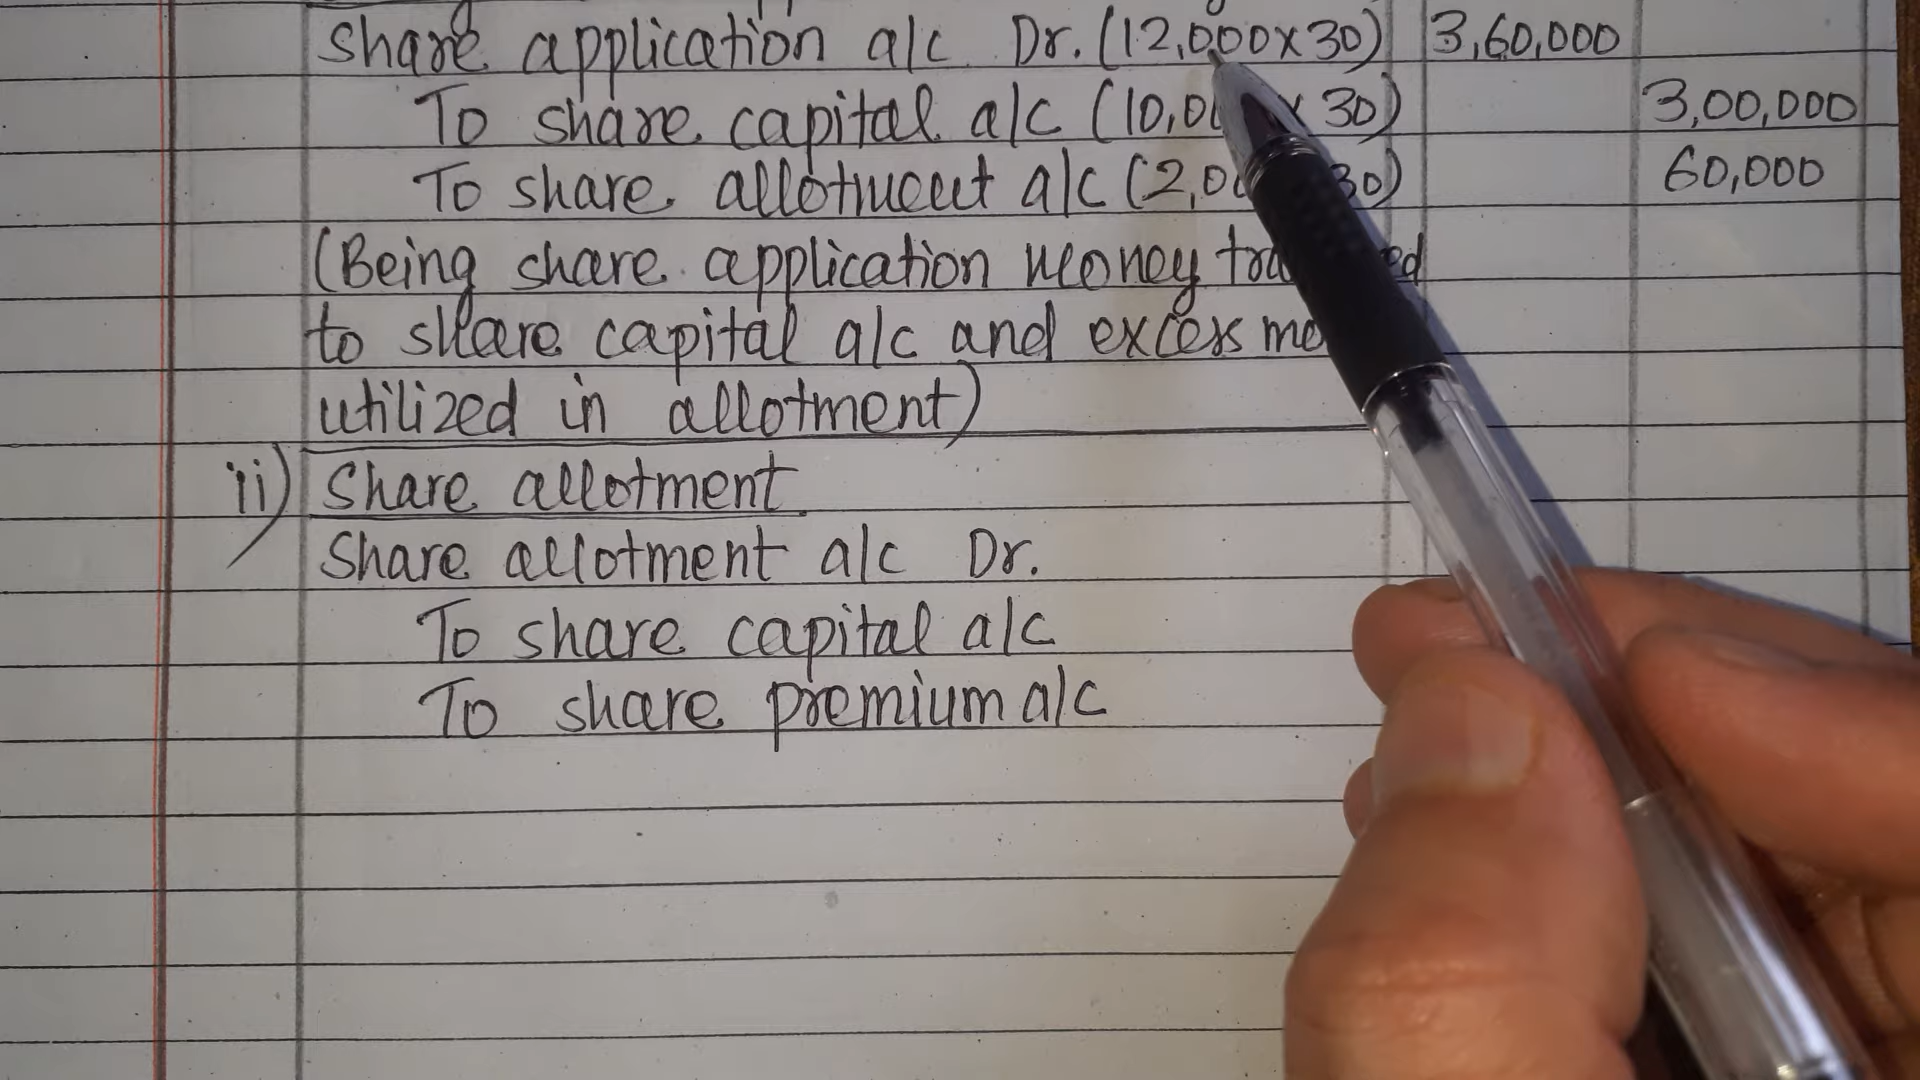 Share application a/c Dr. (12,000x30) 3,60,000
To share capital a/c (10,0 x 30) 3,00,000
To share allotment a/c (2,0 30) 60,000
(Being share application money
to share capital a/c and excess
utilized in allotment)
ii) Share allotment
Share allotment a/c Dr.
To share capital a/c
To share premium a/c